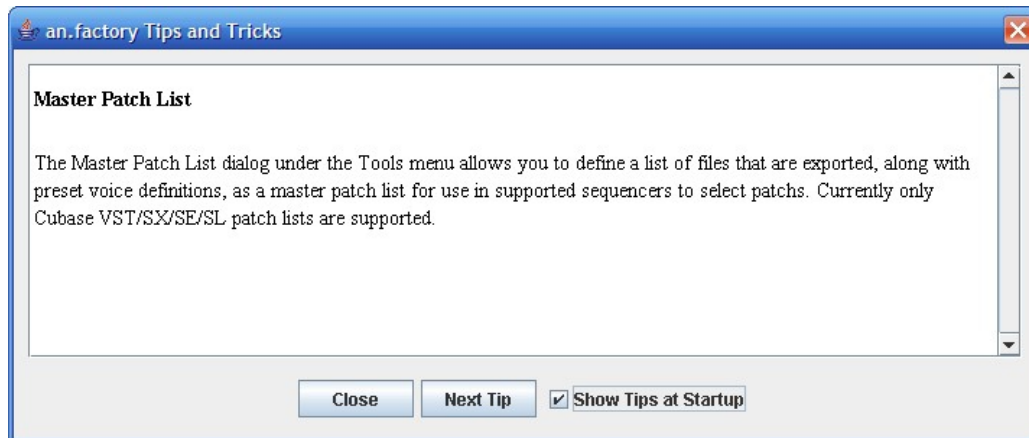 an.factory Tips and Tricks
Master Patch List
The Master Patch List dialog under the Tools menu allows you to define a list of files that are exported, along with
preset voice definitions, as a master patch list for use in supported sequencers to select patchs. Currently only
Cubase VST/SX/SE/SL patch lists are supported.
Close
Next Tip
Show Tips at Startup